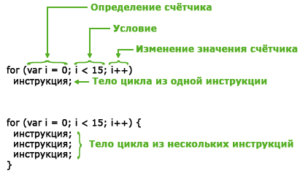 Определение счётчика
Условие
Изменение значения счётчика
for (var i = 0; i < 15; i++)
инструкция; Тело цикла из одной инструкции
for (var i = 0; i < 15; i++) {
инструкция;
инструкция; Тело цикла из нескольких инструкций
инструкция;
}